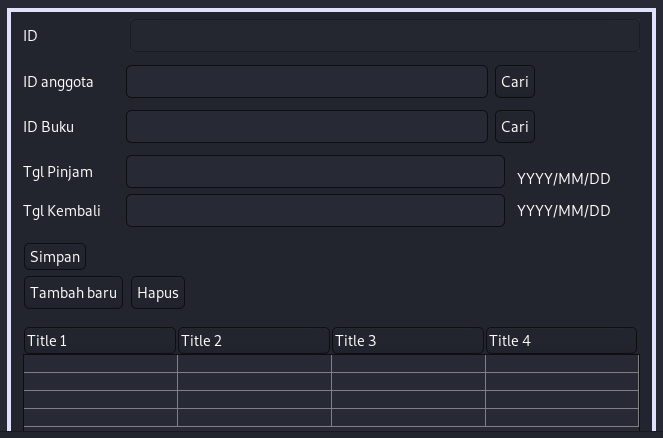 ID
ID anggota Cari
ID Buku Cari
Tgl Pinjam YYYY/MM/DD
Tgl Kembali YYYY/MM/DD
Simpan
Tambah baru Hapus
Title 1 Title 2 Title 3 Title 4